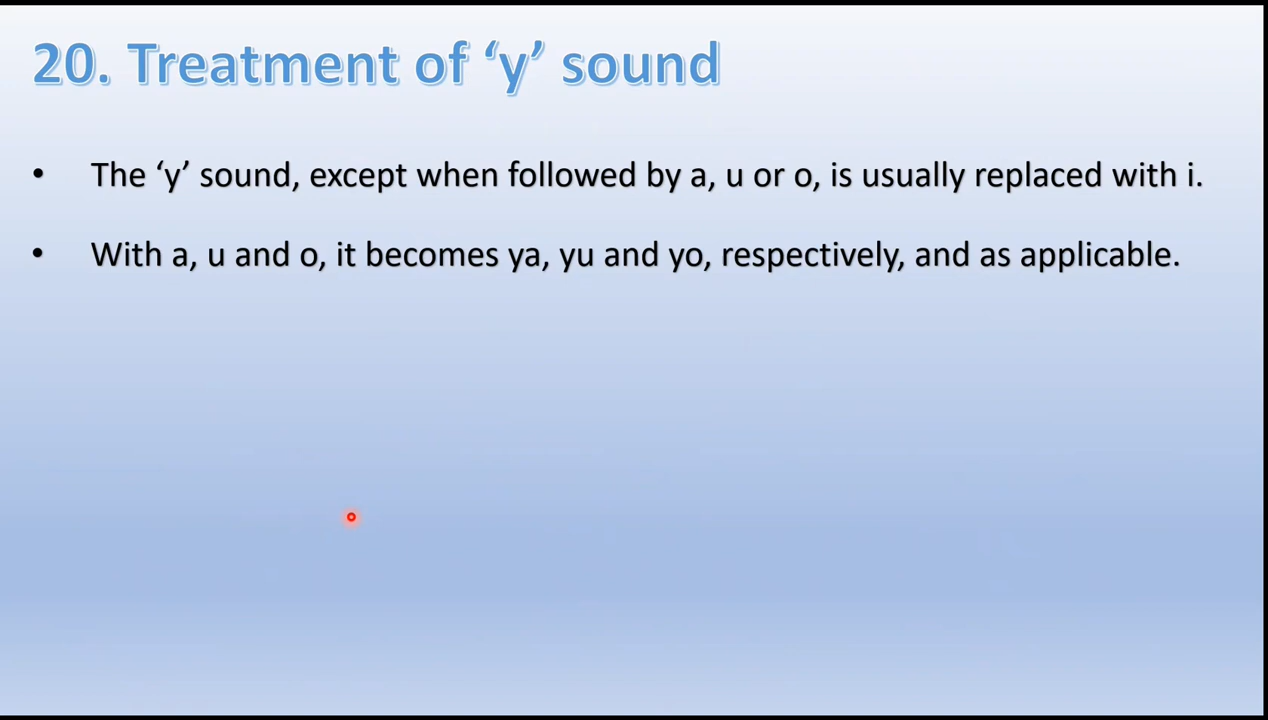 20. Treatment of ‘y’ sound
• The ‘y’ sound, except when followed by a, u or o, is usually replaced with i.
• With a, u and o, it becomes ya, yu and yo, respectively, and as applicable.